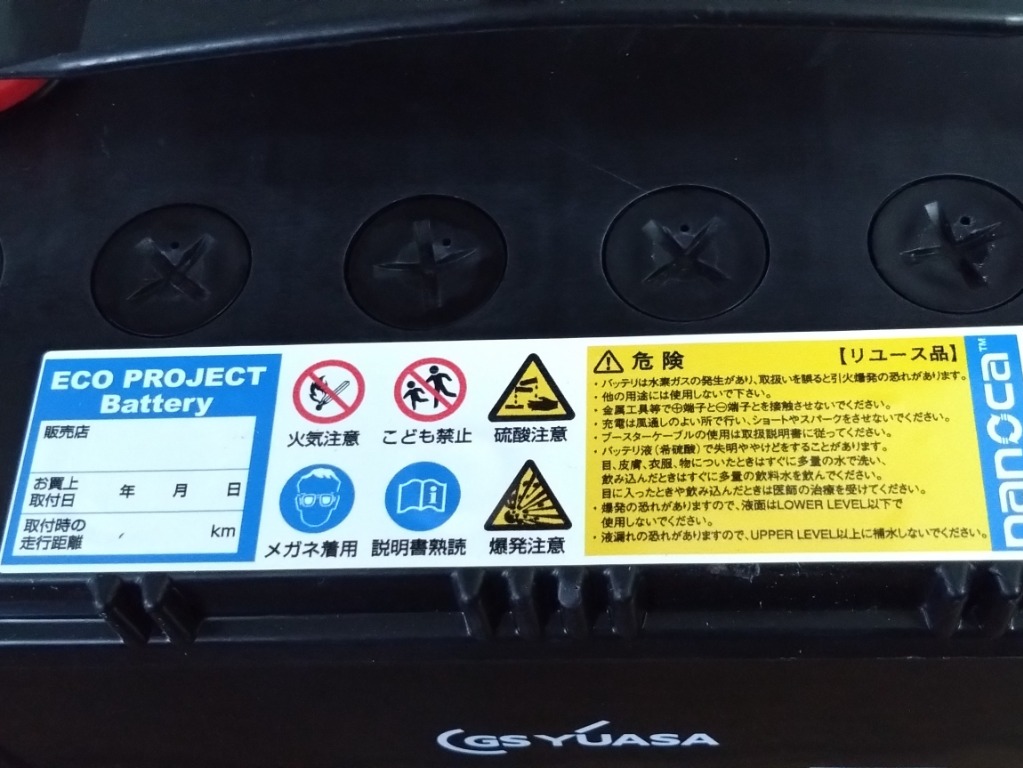 ECO PROJECT
Battery
販売店
お買上
取付日 年 月 日
取付時の
走行距離 km
火気注意
こども禁止
硫酸注意
メガネ着用
説明書熟読
爆発注意
危険 【リユース品】
・バッテリは水素ガスの発生があり、取扱いを誤ると引火爆発の恐れがあります。
・他の用途には使用しないで下さい。
・金属工具等で⊕端子と⊖端子とを接触させないでください。
充電は風通しのよい所で行い、ショートやスパークをさせないでください。
・ブースターケーブルの使用は取扱説明書に従ってください。
・バッテリ液（希硫酸）で失明ややけどをすることがあります。
目、皮膚、衣服、物についたときはすぐに多量の水で洗い、
飲み込んだときはすぐに多量の飲料水を飲んでください。
目に入ったときや飲み込んだときは医師の治療を受けてください。
・爆発の恐れがありますので、液面はLOWER LEVEL以下で
使用しないでください。
・液漏れの恐れがありますので、UPPER LEVEL以上に補水しないでください。
nanoca™
GS YUASA